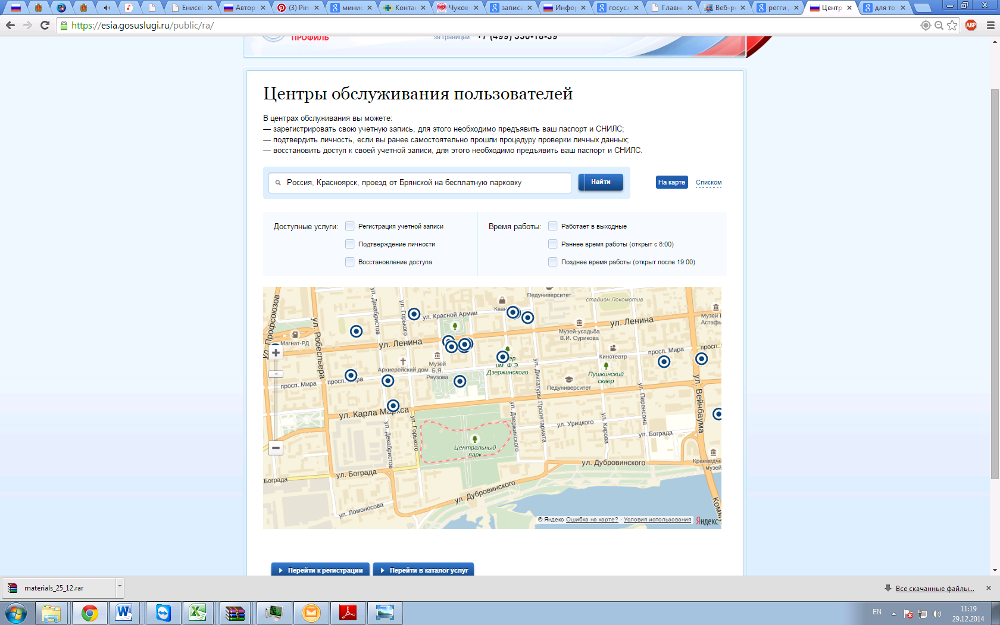 Енисей
Автор
(3) Pin
минис
Конта
Чуков
запис
Инфор
госус
Главна
Веб-р
регги
Центр
для то
https://esia.gosuslugi.ru/public/ra/
ABP
ПРОФИЛЬ
за границей: +7 (499) 550-18-39
Центры обслуживания пользователей
В центрах обслуживания вы можете:
— зарегистрировать свою учетную запись, для этого необходимо предъявить ваш паспорт и СНИЛС;
— подтвердить личность, если вы ранее самостоятельно прошли процедуру проверки личных данных;
— восстановить доступ к своей учетной записи, для этого необходимо предъявить ваш паспорт и СНИЛС.
Россия, Красноярск, проезд от Брянской на бесплатную парковку
Найти
На карте
Списком
Доступные услуги:
Регистрация учетной записи
Подтверждение личности
Восстановление доступа
Время работы:
Работает в выходные
Раннее время работы (открыт с 8:00)
Позднее время работы (открыт после 19:00)
ул. Профсоюзов
ул. Робеспьера
ул. Декабристов
ул. Горького
ул. Красной Армии
Кван
Педуниверситет
стадион Локомотив
Музей В
Астафь
ул. Ленина
Магнат-РД
ул. Ленина
Музей-усадьба
В.И. Сурикова
Кинотеатр
просп. Мира
просп.
Архиерейский дом
Музей
Б.Я.
Ряузова
им. Ф.Э.
Дзержинского
Пушкинский
сквер
Педуниверситет
просп. Мира
ул. Диктатуры Пролетариата
ул. Перенсона
ул. Вейнбаума
ул. Карла Маркса
ул. Декабристов
ул. Горького
ул. Дзержинского
ул. Урицкого
ул. Кирова
ул. Бограда
Центральный
парк
ул. Дубровинского
Краеведче
музей
Бограда
ул. Бограда
ул. Дубровинского
ул. Ломоносова
Комм
© Яндекс Ошибка на карте? · Условия использования
Яндекс
Перейти к регистрации
Перейти в каталог услуг
materials_25_12.rar
Все скачанные файлы...
EN
11:19
29.12.2014